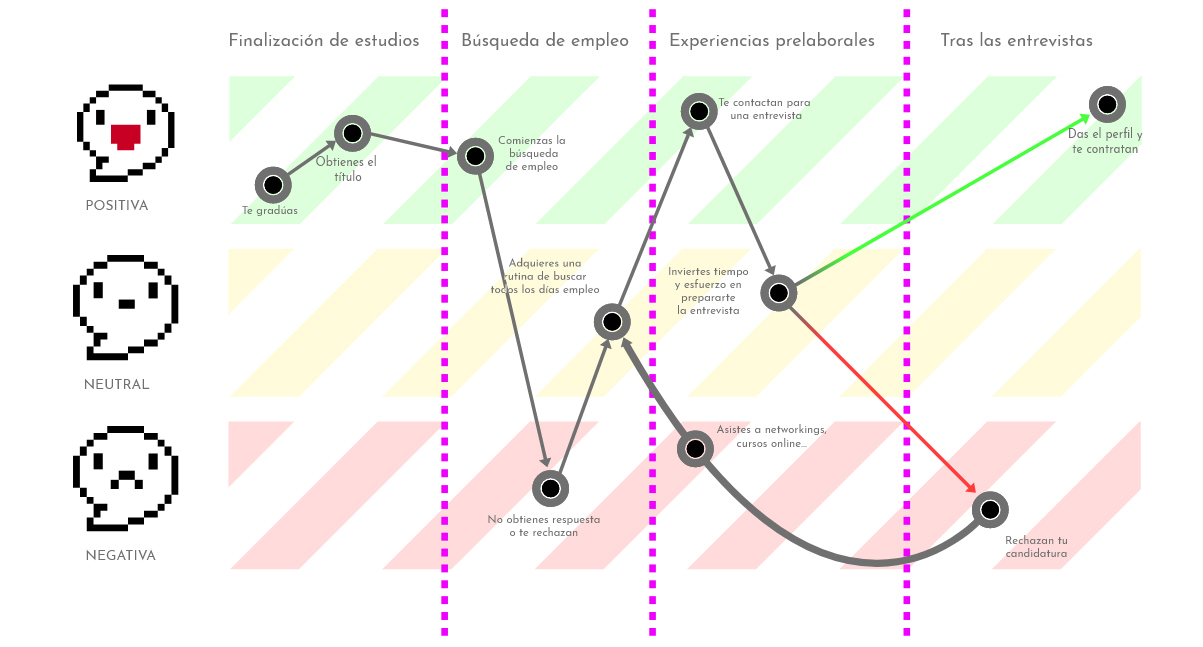 Finalización de estudios
Búsqueda de empleo
Experiencias prelaborales
Tras las entrevistas
POSITIVA
Te gradúas
Obtienes el
título
Comienzas la
búsqueda
de empleo
Te contactan para
una entrevista
Das el perfil y
te contratan
NEUTRAL
Adquieres una
rutina de buscar
todos los días empleo
Inviertes tiempo
y esfuerzo en
prepararte
la entrevista
NEGATIVA
No obtienes respuesta
o te rechazan
Asistes a networkings,
cursos online...
Rechazan tu
candidatura